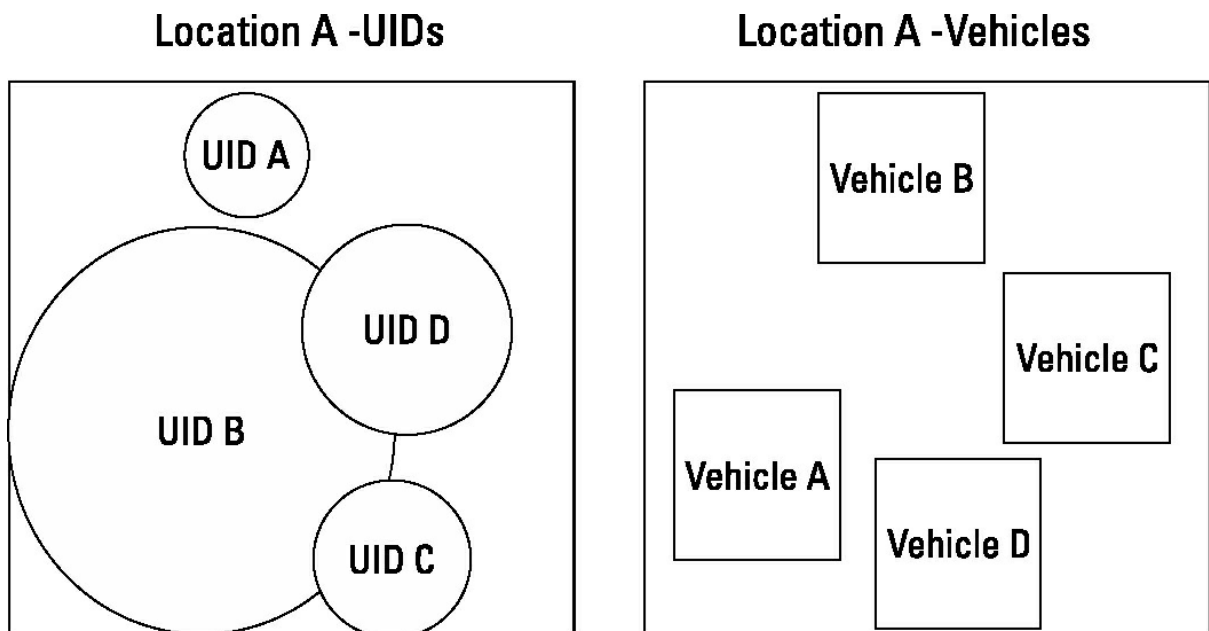 Location A -UIDs
Location A -Vehicles
UID A
UID D
UID B
UID C
Vehicle B
Vehicle C
Vehicle A
Vehicle D